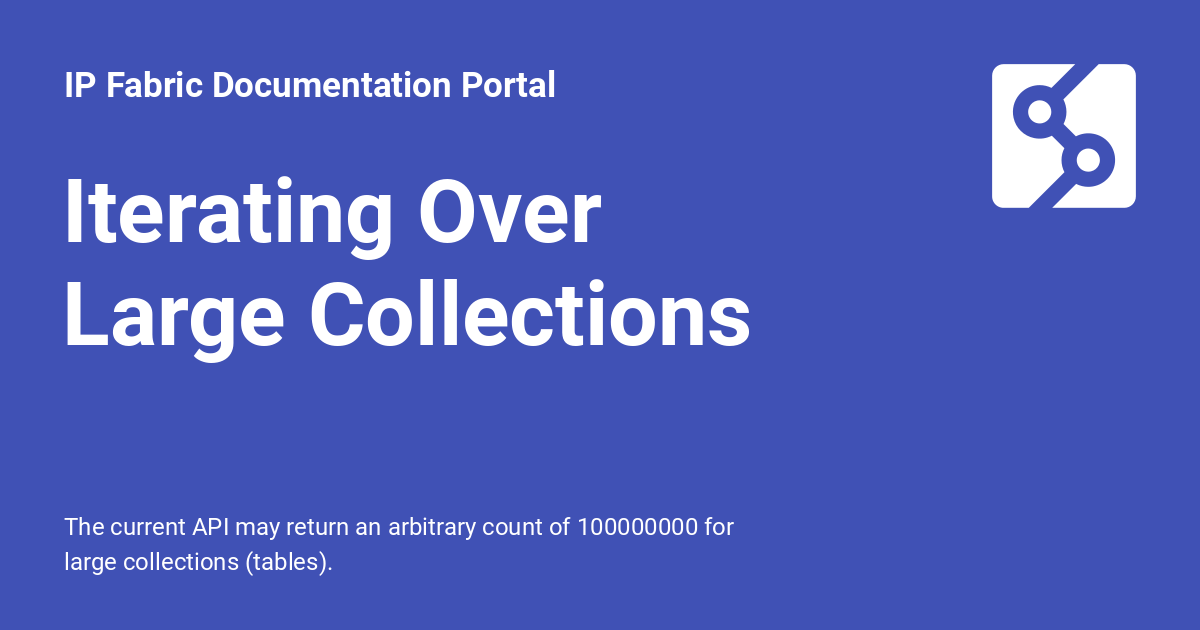 IP Fabric Documentation Portal
Iterating Over
Large Collections
The current API may return an arbitrary count of 100000000 for
large collections (tables).